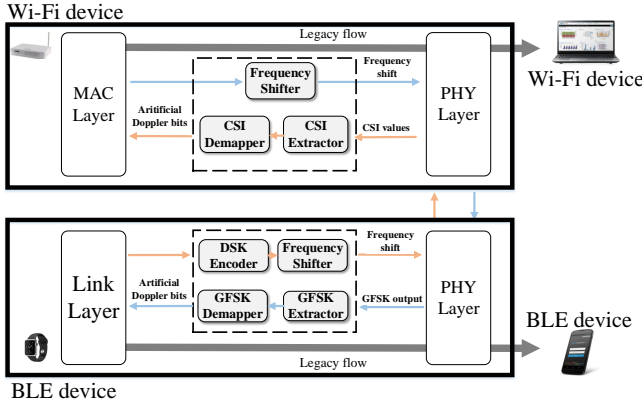 Wi-Fi device
Legacy flow
Wi-Fi device
MAC
Layer
Frequency
Shifter
Frequency
shift
PHY
Layer
Aritificial
Doppler bits
CSI
Demapper
CSI
Extractor
CSI values
Link
Layer
DSK
Encoder
Frequency
Shifter
Frequency
shift
PHY
Layer
Artificial
Doppler bits
GFSK
Demapper
GFSK
Extractor
GFSK output
BLE device
Legacy flow
BLE device